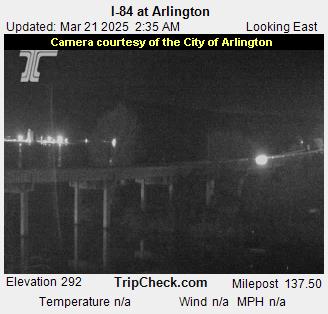 I-84 at Arlington
Updated: Mar 21 2025 2:35 AM Looking East
Camera courtesy of the City of Arlington
Elevation 292 TripCheck.com Milepost 137.50
Temperature n/a Wind n/a MPH n/a